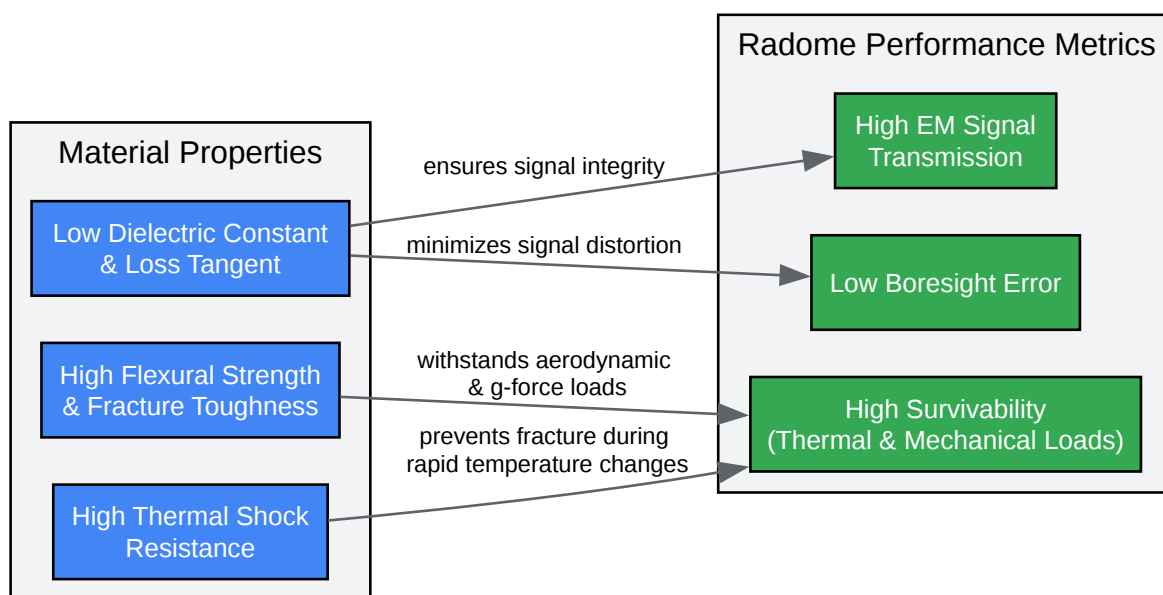 Material Properties
Low Dielectric Constant
& Loss Tangent
High Flexural Strength
& Fracture Toughness
High Thermal Shock
Resistance
ensures signal integrity
minimizes signal distortion
withstands aerodynamic
& g-force loads
prevents fracture during
rapid temperature changes
Radome Performance Metrics
High EM Signal
Transmission
Low Boresight Error
High Survivability
(Thermal & Mechanical Loads)